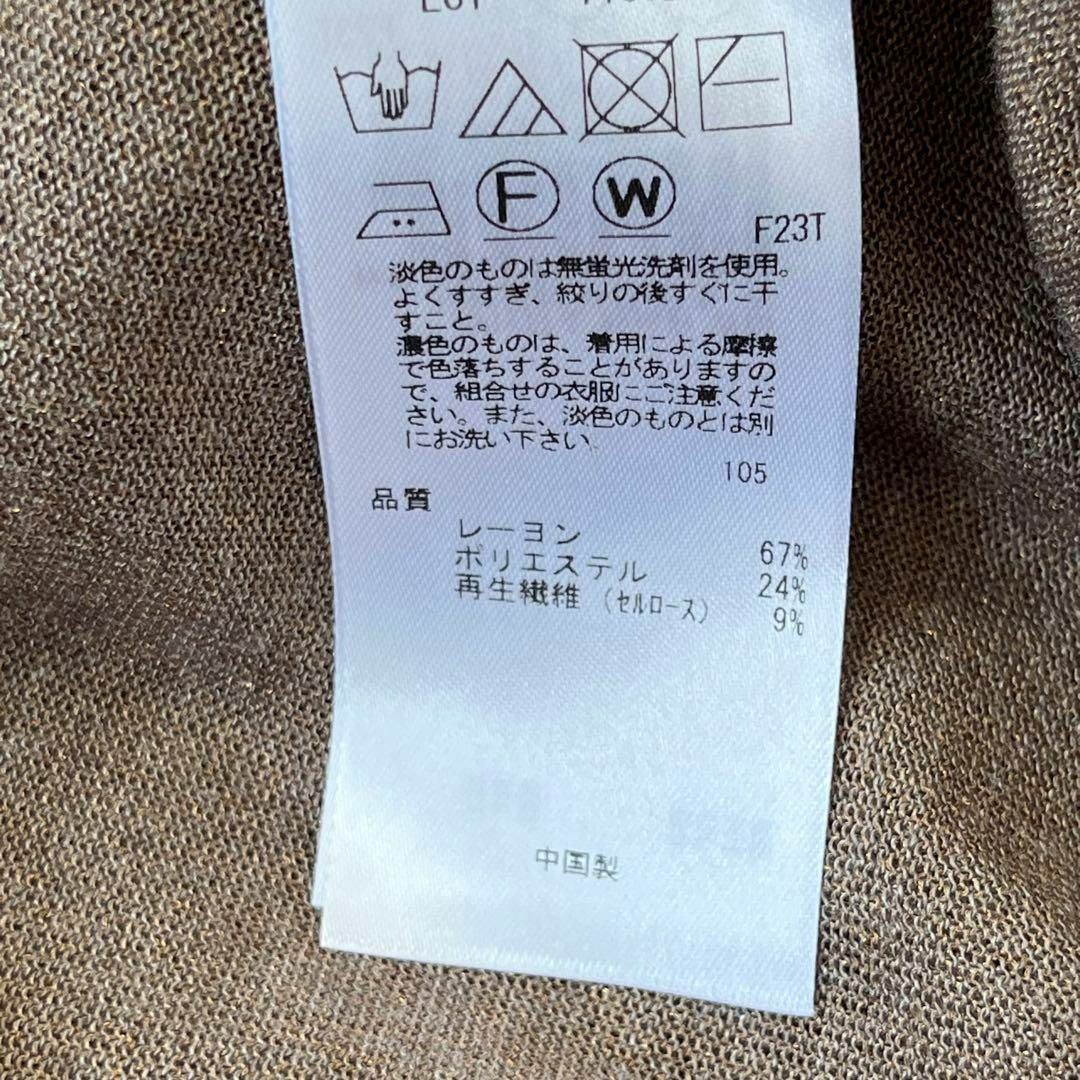 F
W
F23T
淡色のものは無蛍光洗剤を使用。
よくすすぎ、絞りの後すぐに干
すこと。
濃色のものは、着用による摩擦
で色落ちすることがありますの
で、組合せの衣服にご注意くだ
さい。また、淡色のものとは別
にお洗い下さい。
105
品質
レーヨン 67%
ポリエステル 24%
再生繊維（セルロース） 9%
中国製